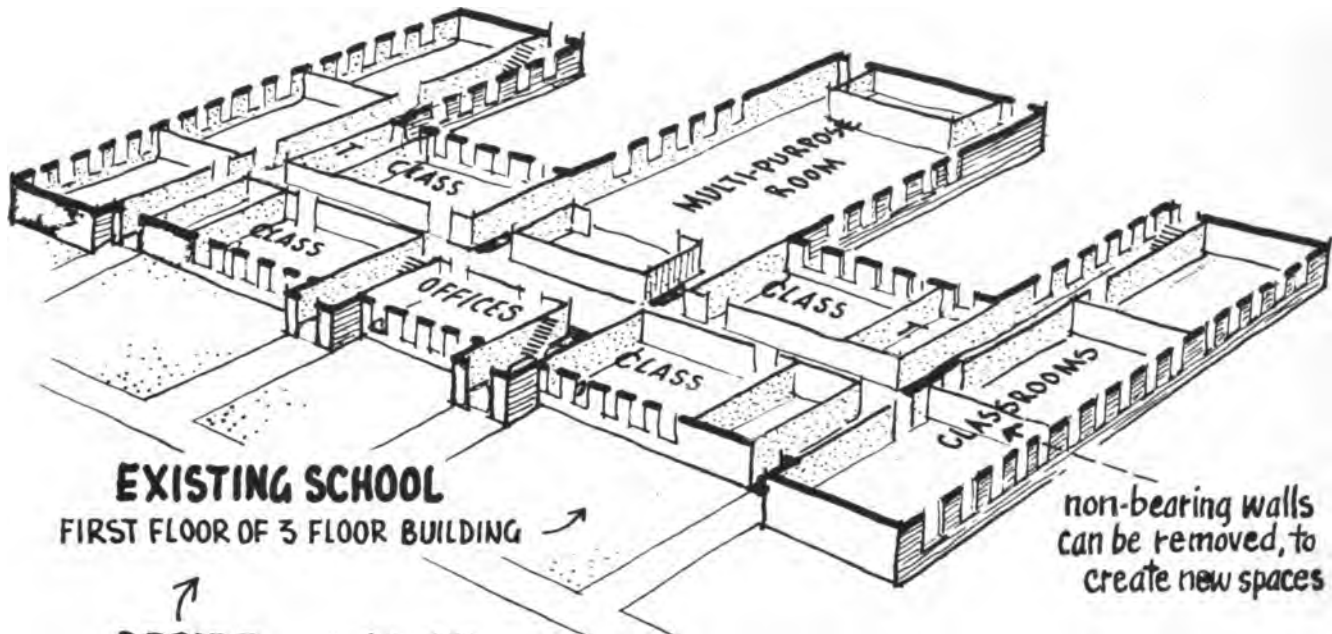 CLASS
MULTI-PURPOSE
ROOM
CLASS
OFFICES
CLASS
CLASS
CLASSROOMS
EXISTING SCHOOL
FIRST FLOOR OF 3 FLOOR BUILDING
non-bearing walls
can be removed, to
create new spaces